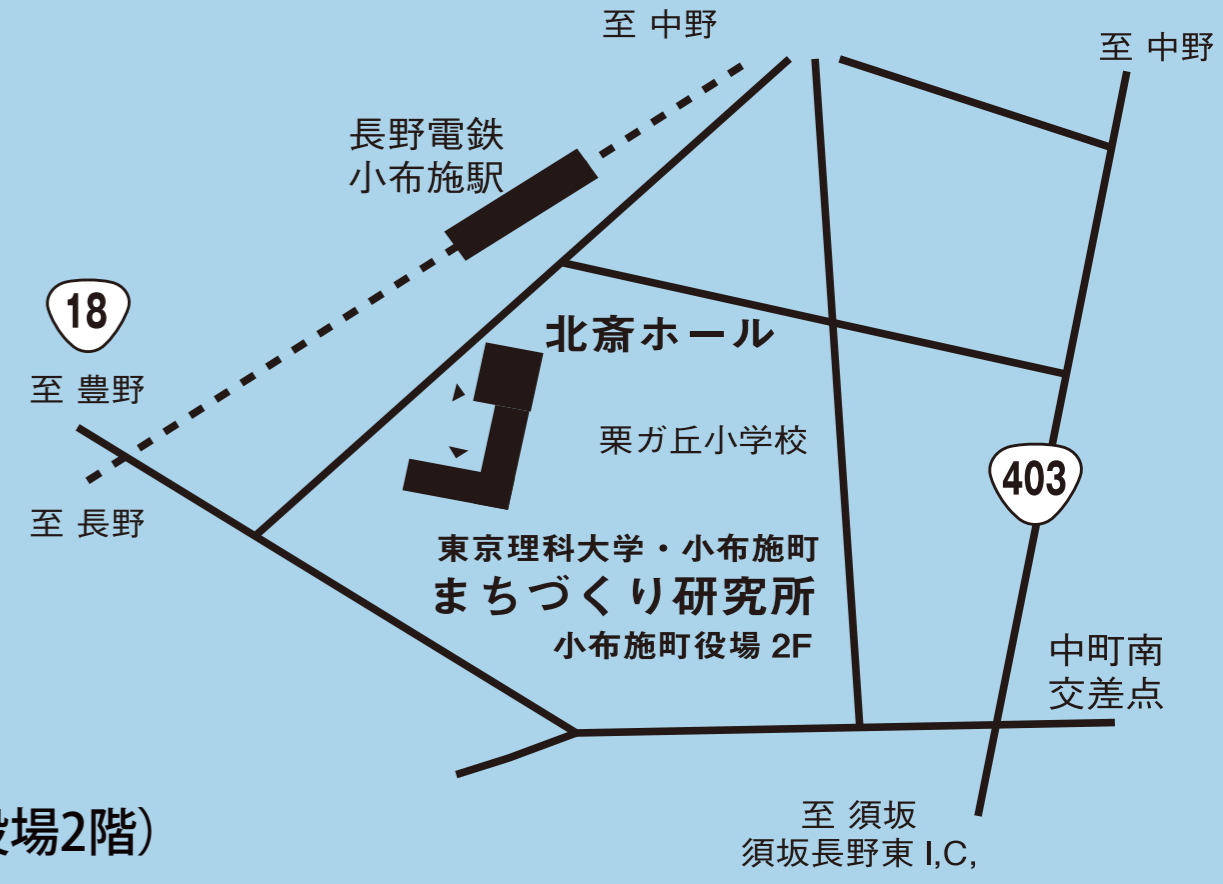 至 中野
至 中野
長野電鉄
小布施駅
18
至 豊野
北斎ホール
栗ガ丘小学校
403
至 長野
東京理科大学・小布施町
まちづくり研究所
小布施町役場 2F
中町南
交差点
至 須坂
須坂長野東 I,C,
役場2階）